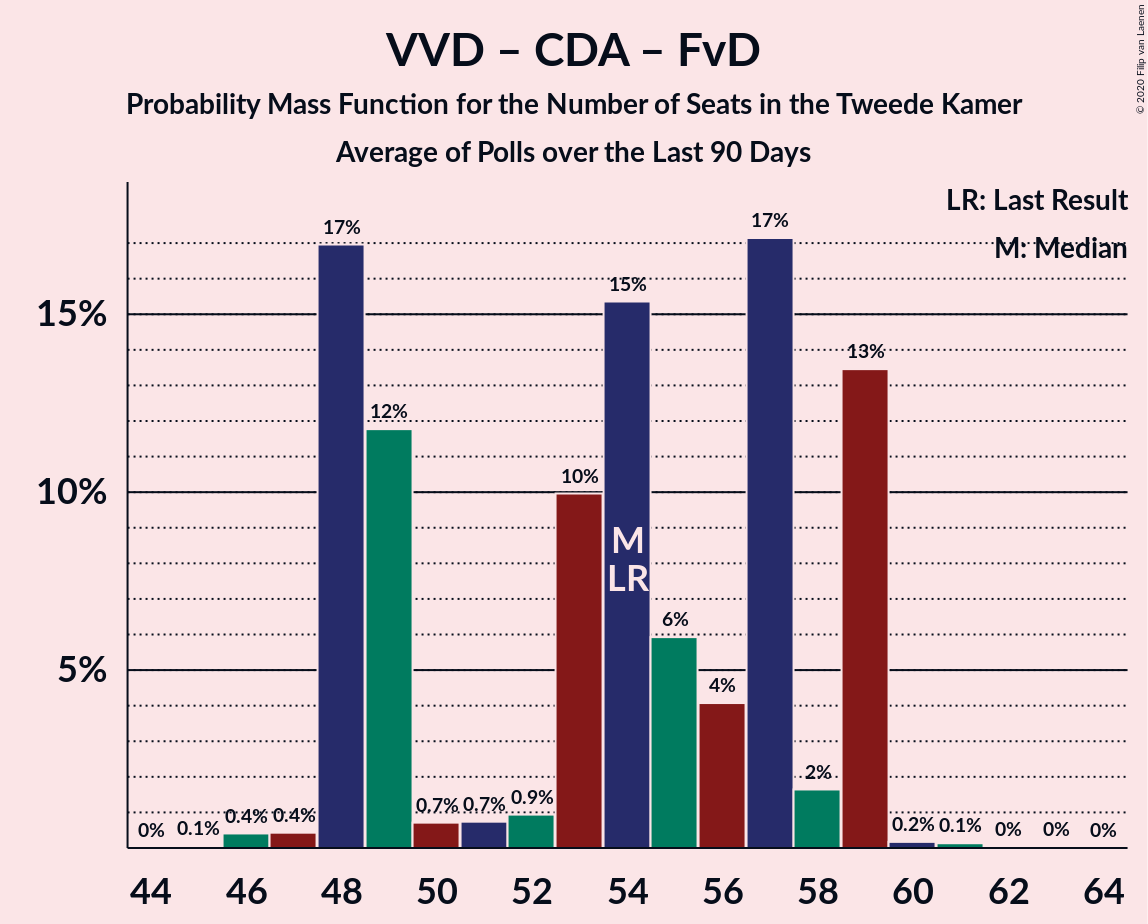 VVD – CDA – FvD
Probability Mass Function for the Number of Seats in the Tweede Kamer
Average of Polls over the Last 90 Days
© 2020 Filip van Laenen
LR: Last Result
M: Median
17%
17%
15%
15%
13%
12%
10%
10%
M
LR
6%
5%
4%
2%
0%
0.1%
0.4%
0.4%
0.7%
0.7%
0.9%
0.2%
0.1%
0%
0%
0%
44 46 48 50 52 54 56 58 60 62 64